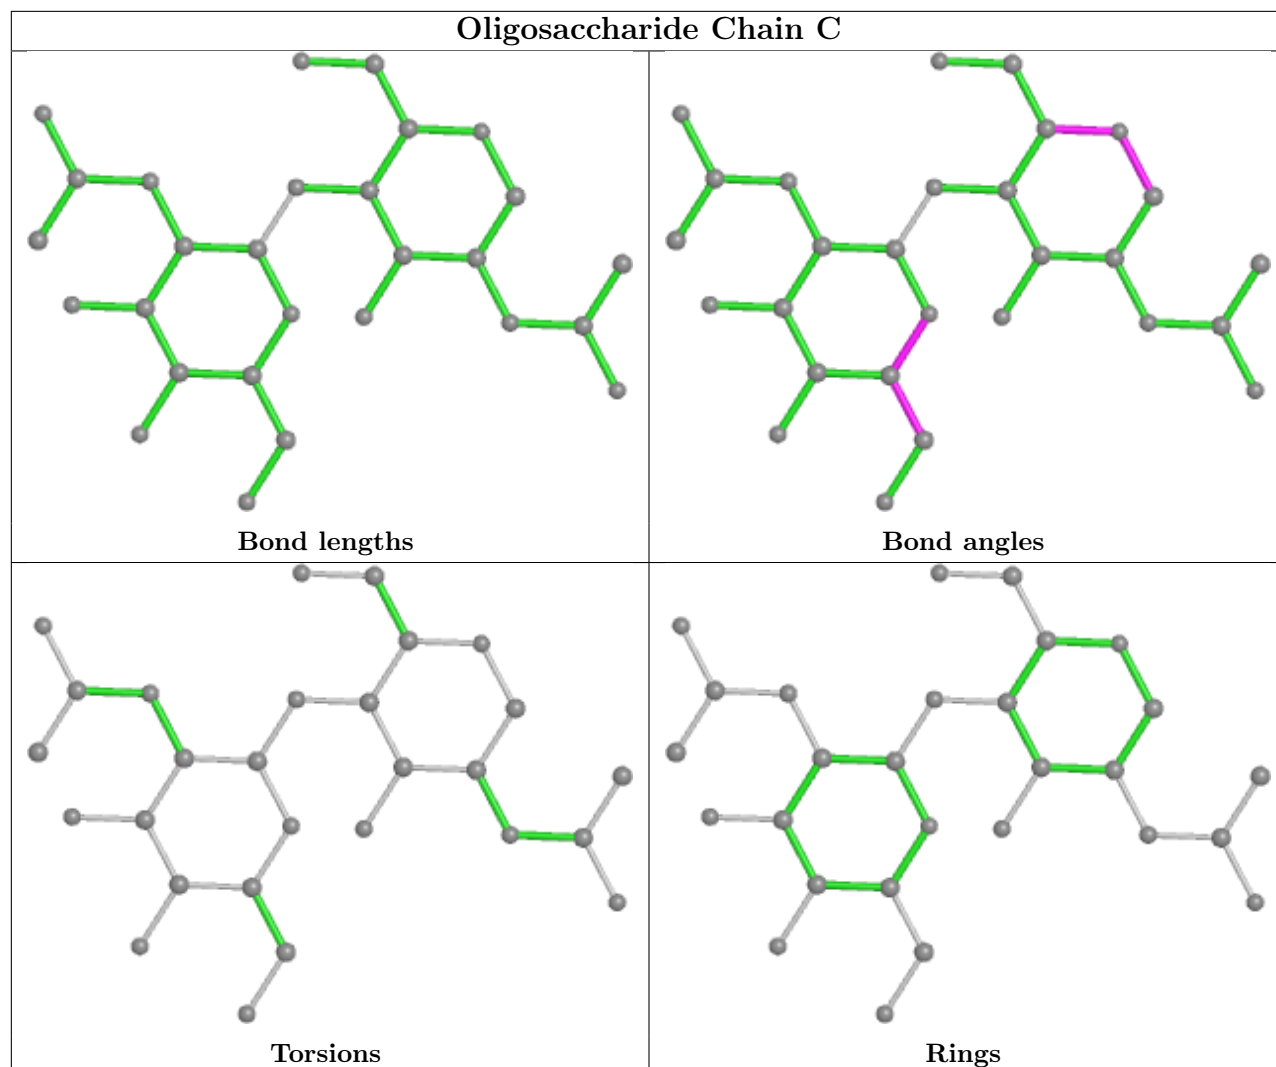 Oligosaccharide Chain C
Bond lengths
Bond angles
Torsions
Rings